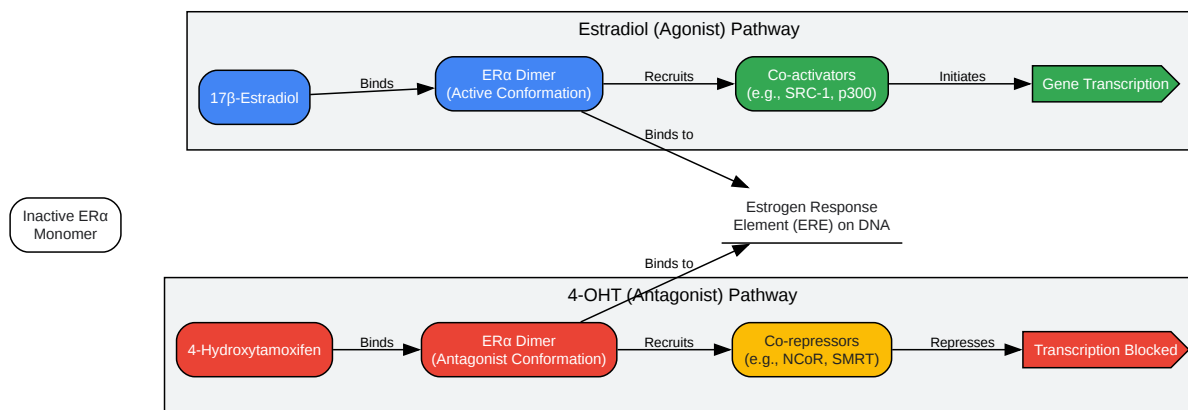 Estradiol (Agonist) Pathway
17β-Estradiol
Binds
ERα Dimer
(Active Conformation)
Recruits
Co-activators
(e.g., SRC-1, p300)
Initiates
Gene Transcription
Binds to
Inactive ERα
Monomer
Estrogen Response
Element (ERE) on DNA
Binds to
4-OHT (Antagonist) Pathway
4-Hydroxytamoxifen
Binds
ERα Dimer
(Antagonist Conformation)
Recruits
Co-repressors
(e.g., NCoR, SMRT)
Represses
Transcription Blocked